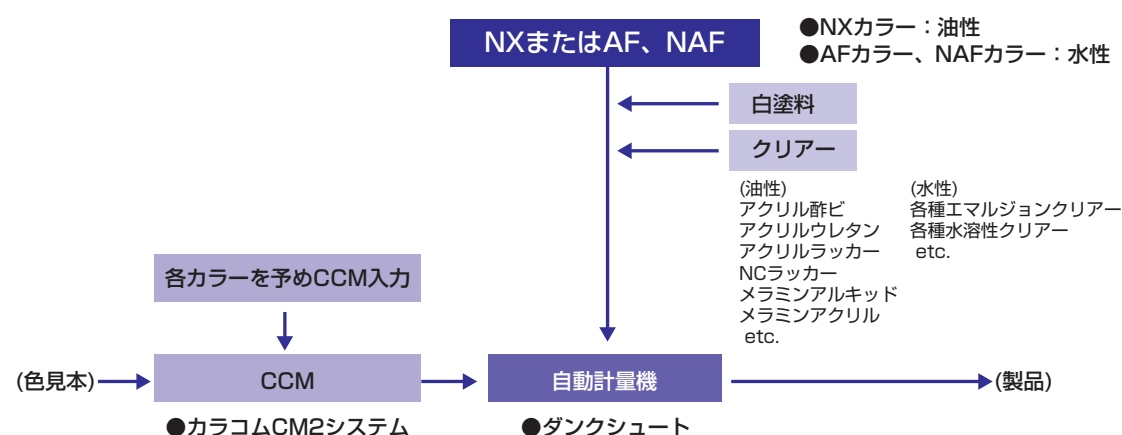 NXまたはAF、NAF
●NXカラー：油性
●AFカラー、NAFカラー：水性
白塗料
クリアー
(油性)
アクリル酢ビ
アクリルウレタン
アクリルラッカー
NCラッカー
メラミンアルキッド
メラミンアクリル
etc.
(水性)
各種エマルジョンクリアー
各種水溶性クリアー
etc.
各カラーを予めCCM入力
(色見本)
CCM
自動計量機
(製品)
●カラコムCM2システム
●ダンクシュート